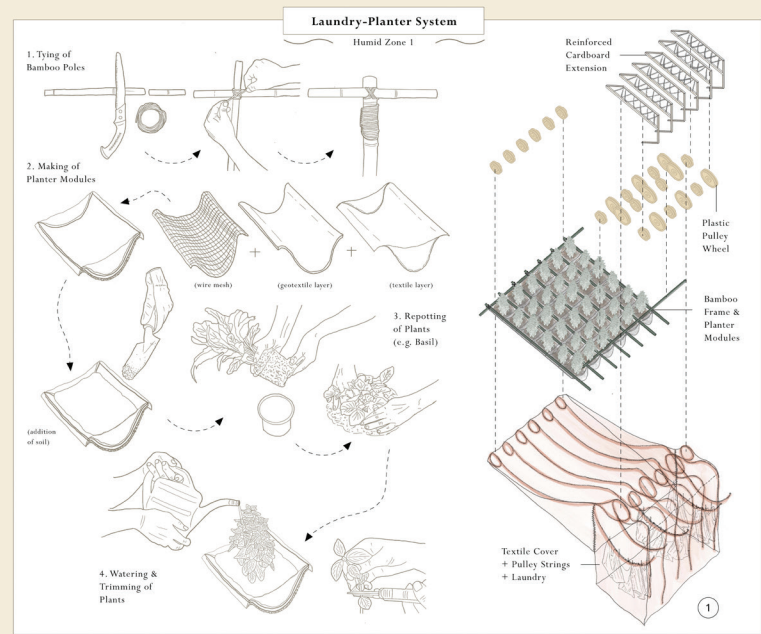 Laundry-Planter System
Humid Zone 1
1. Tying of
Bamboo Poles
2. Making of
Planter Modules
(wire mesh)
+
(geotextile layer)
+
(textile layer)
3. Repotting
of Plants
(e.g. Basil)
(addition
of soil)
4. Watering &
Trimming of
Plants
Reinforced
Cardboard
Extension
Plastic
Pulley
Wheel
Bamboo
Frame &
Planter
Modules
Textile Cover
+ Pulley Strings
+ Laundry
1